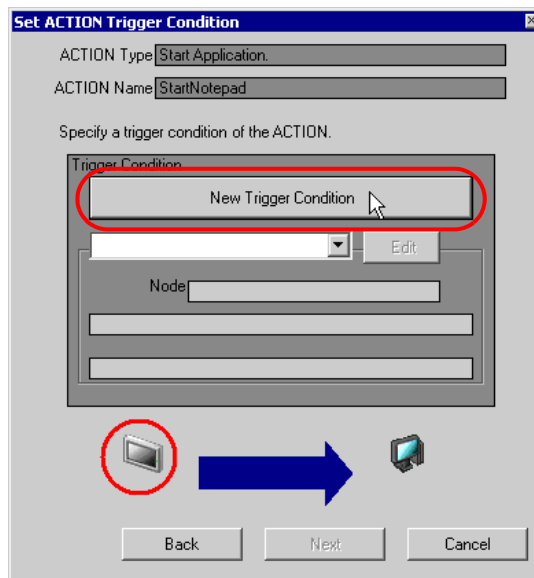 Set ACTION Trigger Condition
ACTION Type Start Application.
ACTION Name StartNotepad
Specify a trigger condition of the ACTION.
Trigger Condition
New Trigger Condition
Edit
Node
Back Next Cancel